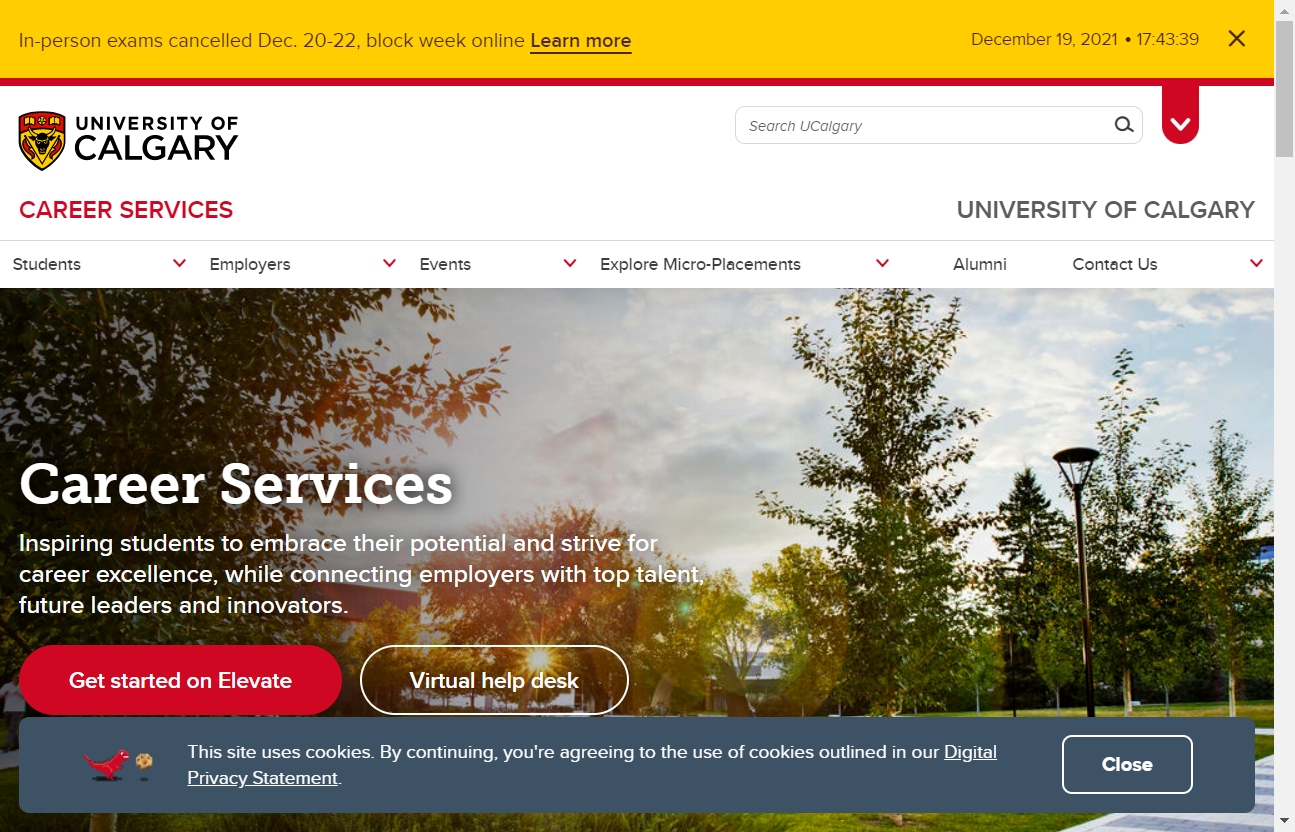 In-person exams cancelled Dec. 20-22, block week online Learn more
December 19, 2021 • 17:43:39
UNIVERSITY OF
CALGARY
Search UCalgary
CAREER SERVICES
UNIVERSITY OF CALGARY
Students
Employers
Events
Explore Micro-Placements
Alumni
Contact Us
Career Services
Inspiring students to embrace their potential and strive for
career excellence, while connecting employers with top talent,
future leaders and innovators.
Get started on Elevate
Virtual help desk
This site uses cookies. By continuing, you're agreeing to the use of cookies outlined in our Digital
Privacy Statement.
Close